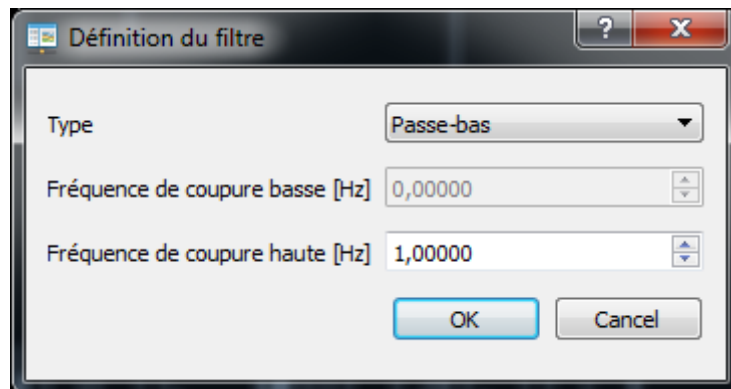 Définition du filtre
? X
Type Passe-bas
Fréquence de coupure basse [Hz] 0,00000
Fréquence de coupure haute [Hz] 1,00000
OK Cancel